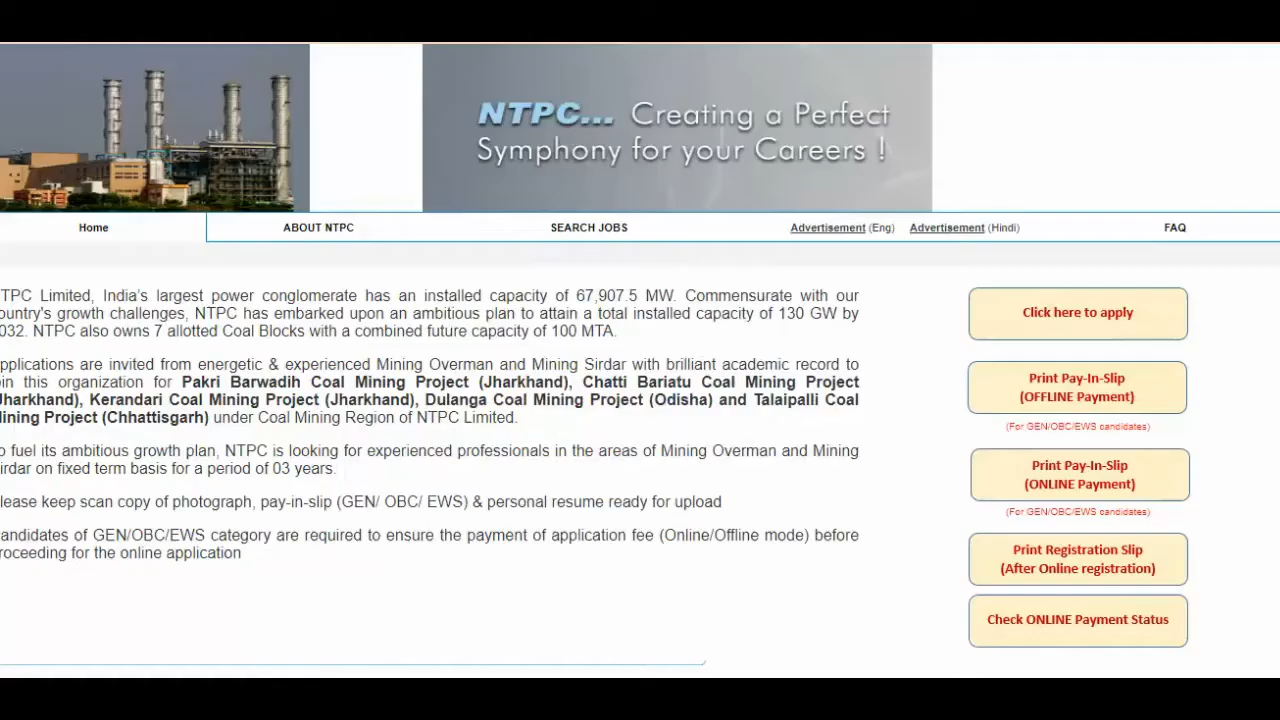 NTPC... Creating a Perfect
Symphony for your Careers !
Home ABOUT NTPC SEARCH JOBS Advertisement (Eng) Advertisement (Hindi) FAQ
TPC Limited, India's largest power conglomerate has an installed capacity of 67,907.5 MW. Commensurate with our
ountry's growth challenges, NTPC has embarked upon an ambitious plan to attain a total installed capacity of 130 GW by
032. NTPC also owns 7 allotted Coal Blocks with a combined future capacity of 100 MTA.
pplications are invited from energetic & experienced Mining Overman and Mining Sirdar with brilliant academic record to
in this organization for Pakri Barwadih Coal Mining Project (Jharkhand), Chatti Bariatu Coal Mining Project
Jharkhand), Kerandari Coal Mining Project (Jharkhand), Dulanga Coal Mining Project (Odisha) and Talaipalli Coal
ining Project (Chhattisgarh) under Coal Mining Region of NTPC Limited.
o fuel its ambitious growth plan, NTPC is looking for experienced professionals in the areas of Mining Overman and Mining
irdar on fixed term basis for a period of 03 years.
lease keep scan copy of photograph, pay-in-slip (GEN/ OBC/ EWS) & personal resume ready for upload
andidates of GEN/OBC/EWS category are required to ensure the payment of application fee (Online/Offline mode) before
roceeding for the online application
Click here to apply
Print Pay-In-Slip
(OFFLINE Payment)
(For GEN/OBC/EWS candidates)
Print Pay-In-Slip
(ONLINE Payment)
(For GEN/OBC/EWS candidates)
Print Registration Slip
(After Online registration)
Check ONLINE Payment Status